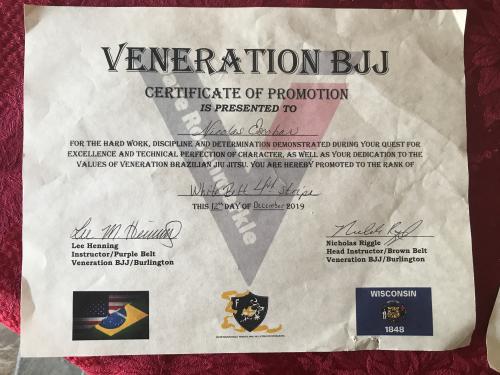 VENERATION BJJ
CERTIFICATE OF PROMOTION
IS PRESENTED TO
Nicolas Escobar
FOR THE HARD WORK, DISCIPLINE AND DETERMINATION DEMONSTRATED DURING YOUR QUEST FOR
EXCELLENCE AND TECHNICAL PERFECTION OF CHARACTER, AS WELL AS YOUR DEDICATION TO THE
VALUES OF VENERATION BRAZILIAN JIU JITSU. YOU ARE HEREBY PROMOTED TO THE RANK OF
White Belt 4th Stripe
THIS 12th DAY OF December 2019
Lee M Henning
Lee Henning
Instructor/Purple Belt
Veneration BJJ/Burlington
Nicholas Riggle
Head Instructor/Brown Belt
Veneration BJJ/Burlington
WISCONSIN
1848